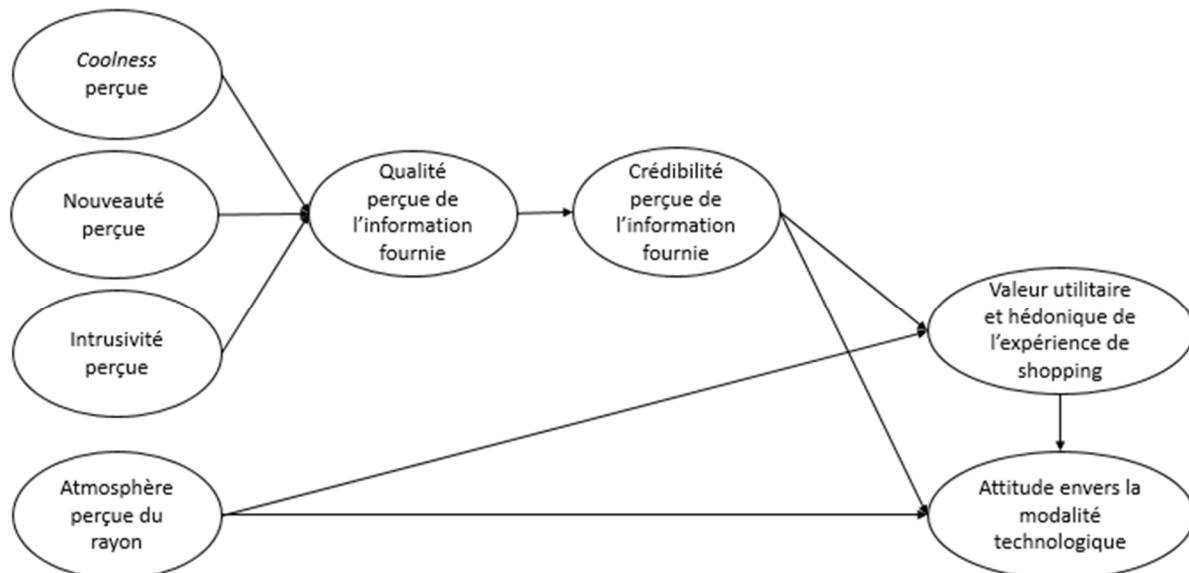 Coolness
perçue
Nouveauté
perçue
Intrusivité
perçue
Atmosphère
perçue du
rayon
Qualité
perçue de
l'information
fournie
Crédibilité
perçue de
l'information
fournie
Valeur utilitaire
et hédonique de
l'expérience de
shopping
Attitude envers la
modalité
technologique